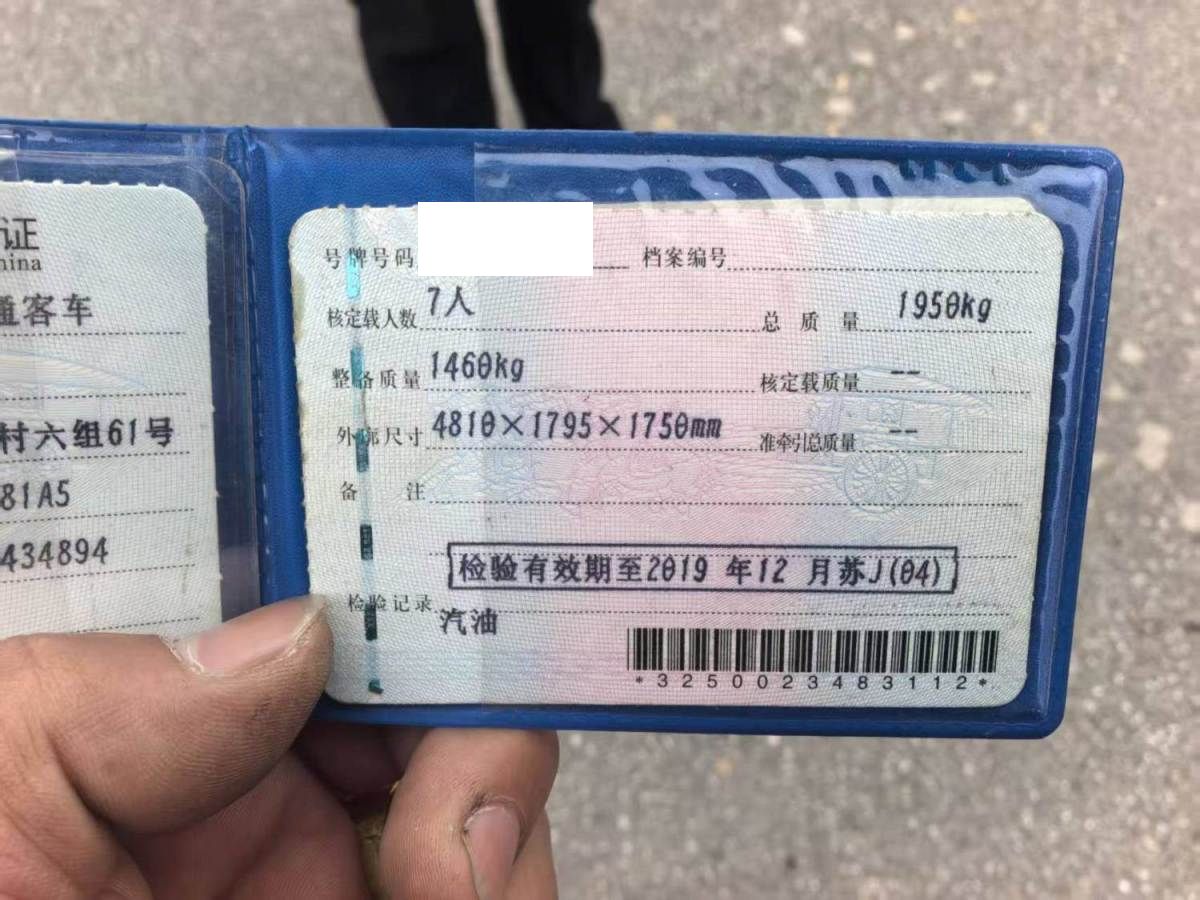 证
hina
通客车
村六组61号
81A5
434894
号牌号码
档案编号
核定载人数 7人
总质量 1950kg
整备质量 1460kg
核定载质量 --
外廓尺寸 4810×1795×1750mm
准牵引总质量 --
备注
检验有效期至2019 年12 月苏J(04)
检验记录
汽油
*3250023483112*